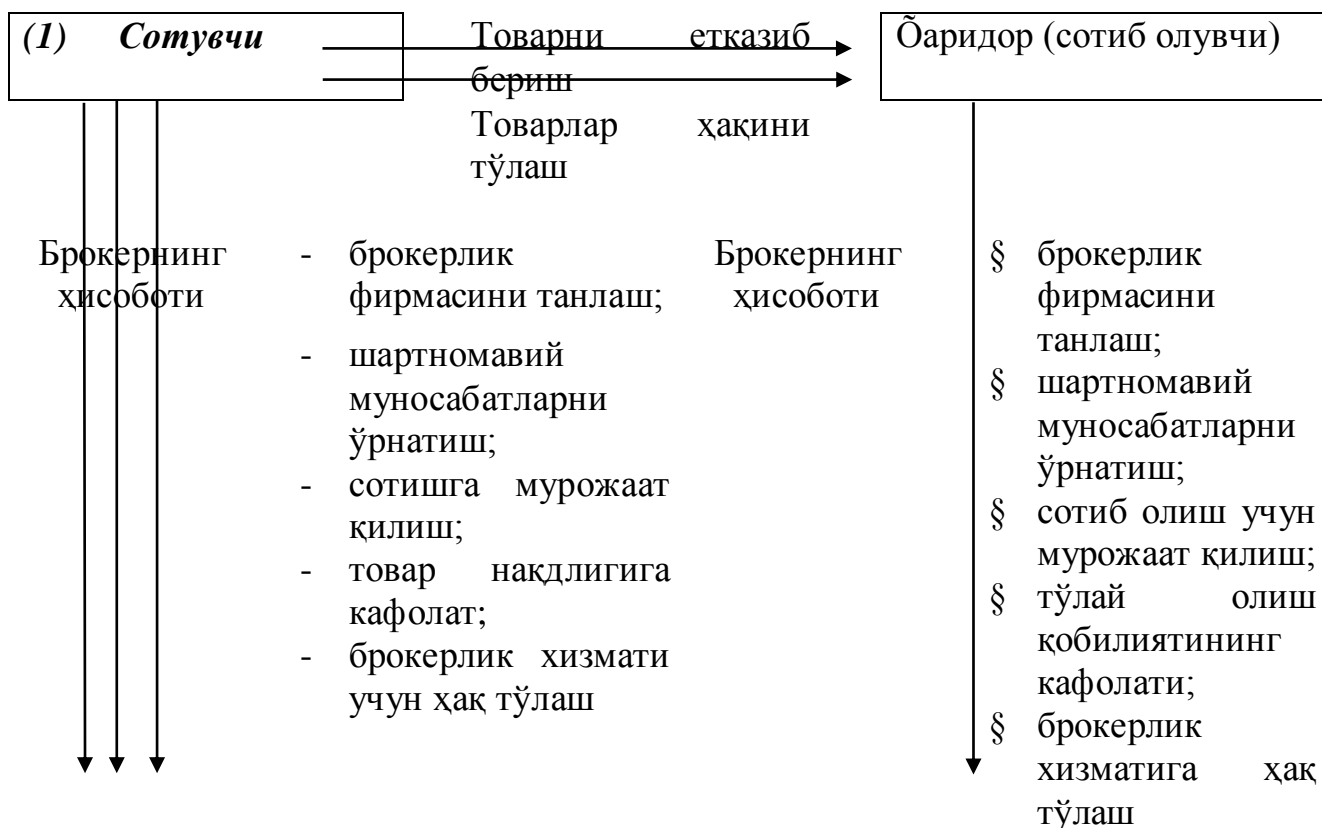 (1) Сотувчи
Товарни етказиб
бериш
Товарлар ҳақини
тўлаш
Õаридор (сотиб олувчи)
Брокернинг
ҳисоботи
- брокерлик
фирмасини танлаш;
- шартномавий
муносабатларни
ўрнатиш;
- сотишга мурожаат
қилиш;
- товар нақдлигига
кафолат;
- брокерлик хизмати
учун ҳақ тўлаш
Брокернинг
ҳисоботи
§ брокерлик
фирмасини
танлаш;
§ шартномавий
муносабатларни
ўрнатиш;
§ сотиб олиш учун
мурожаат қилиш;
§ тўлай олиш
қобилиятининг
кафолати;
§ брокерлик
хизматига ҳақ
тўлаш